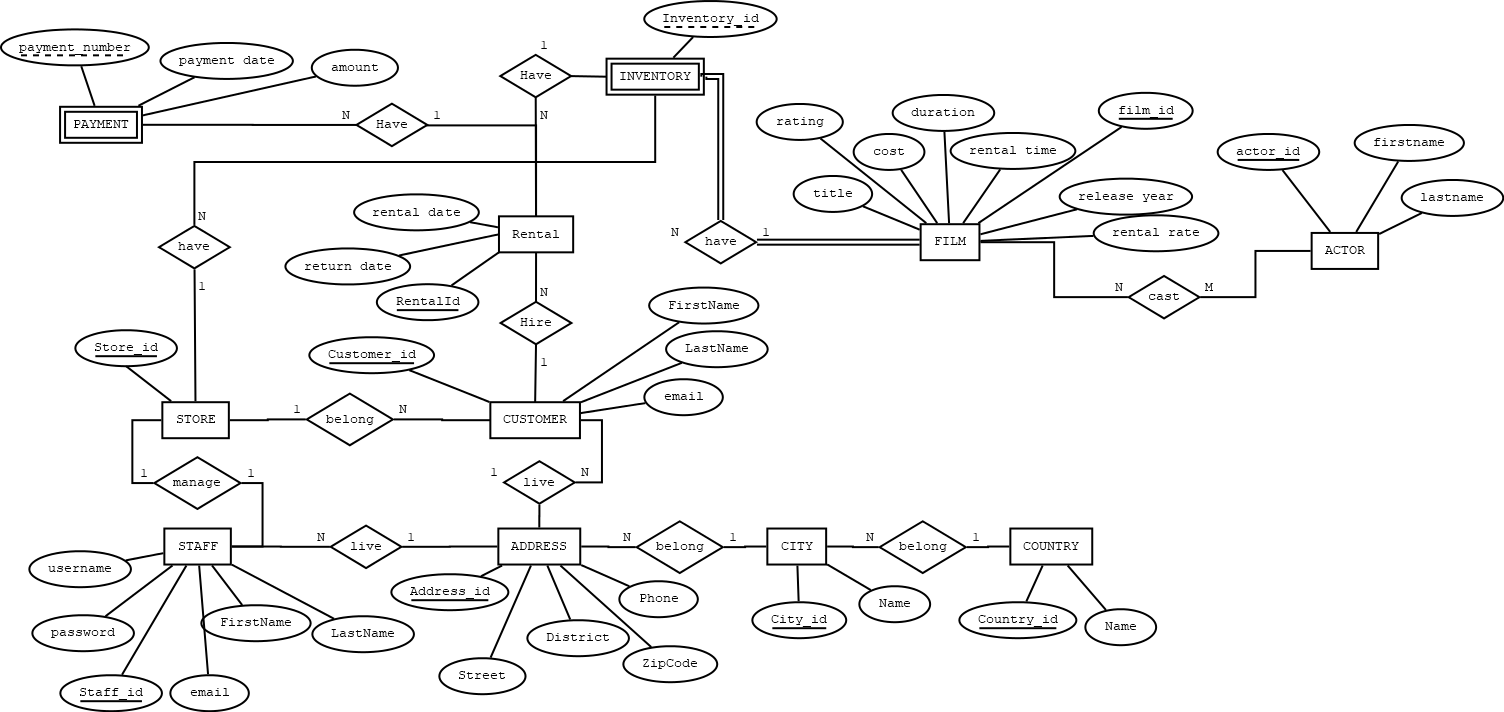 Inventory_id
payment_number
payment date
amount
1
Have
INVENTORY
PAYMENT
N
Have
1
N
rating
duration
film_id
cost
rental time
title
release year
rental rate
actor_id
firstname
lastname
FILM
ACTOR
N
have
1
rental date
Rental
return date
RentalId
N
have
1
N
cast
M
N
Hire
1
FirstName
LastName
email
Store_id
Customer_id
STORE
1
belong
N
CUSTOMER
1
manage
1
1
live
N
STAFF
N
live
1
ADDRESS
N
belong
1
CITY
N
belong
1
COUNTRY
username
password
FirstName
LastName
Staff_id
email
Address_id
Phone
District
Street
ZipCode
City_id
Name
Country_id
Name